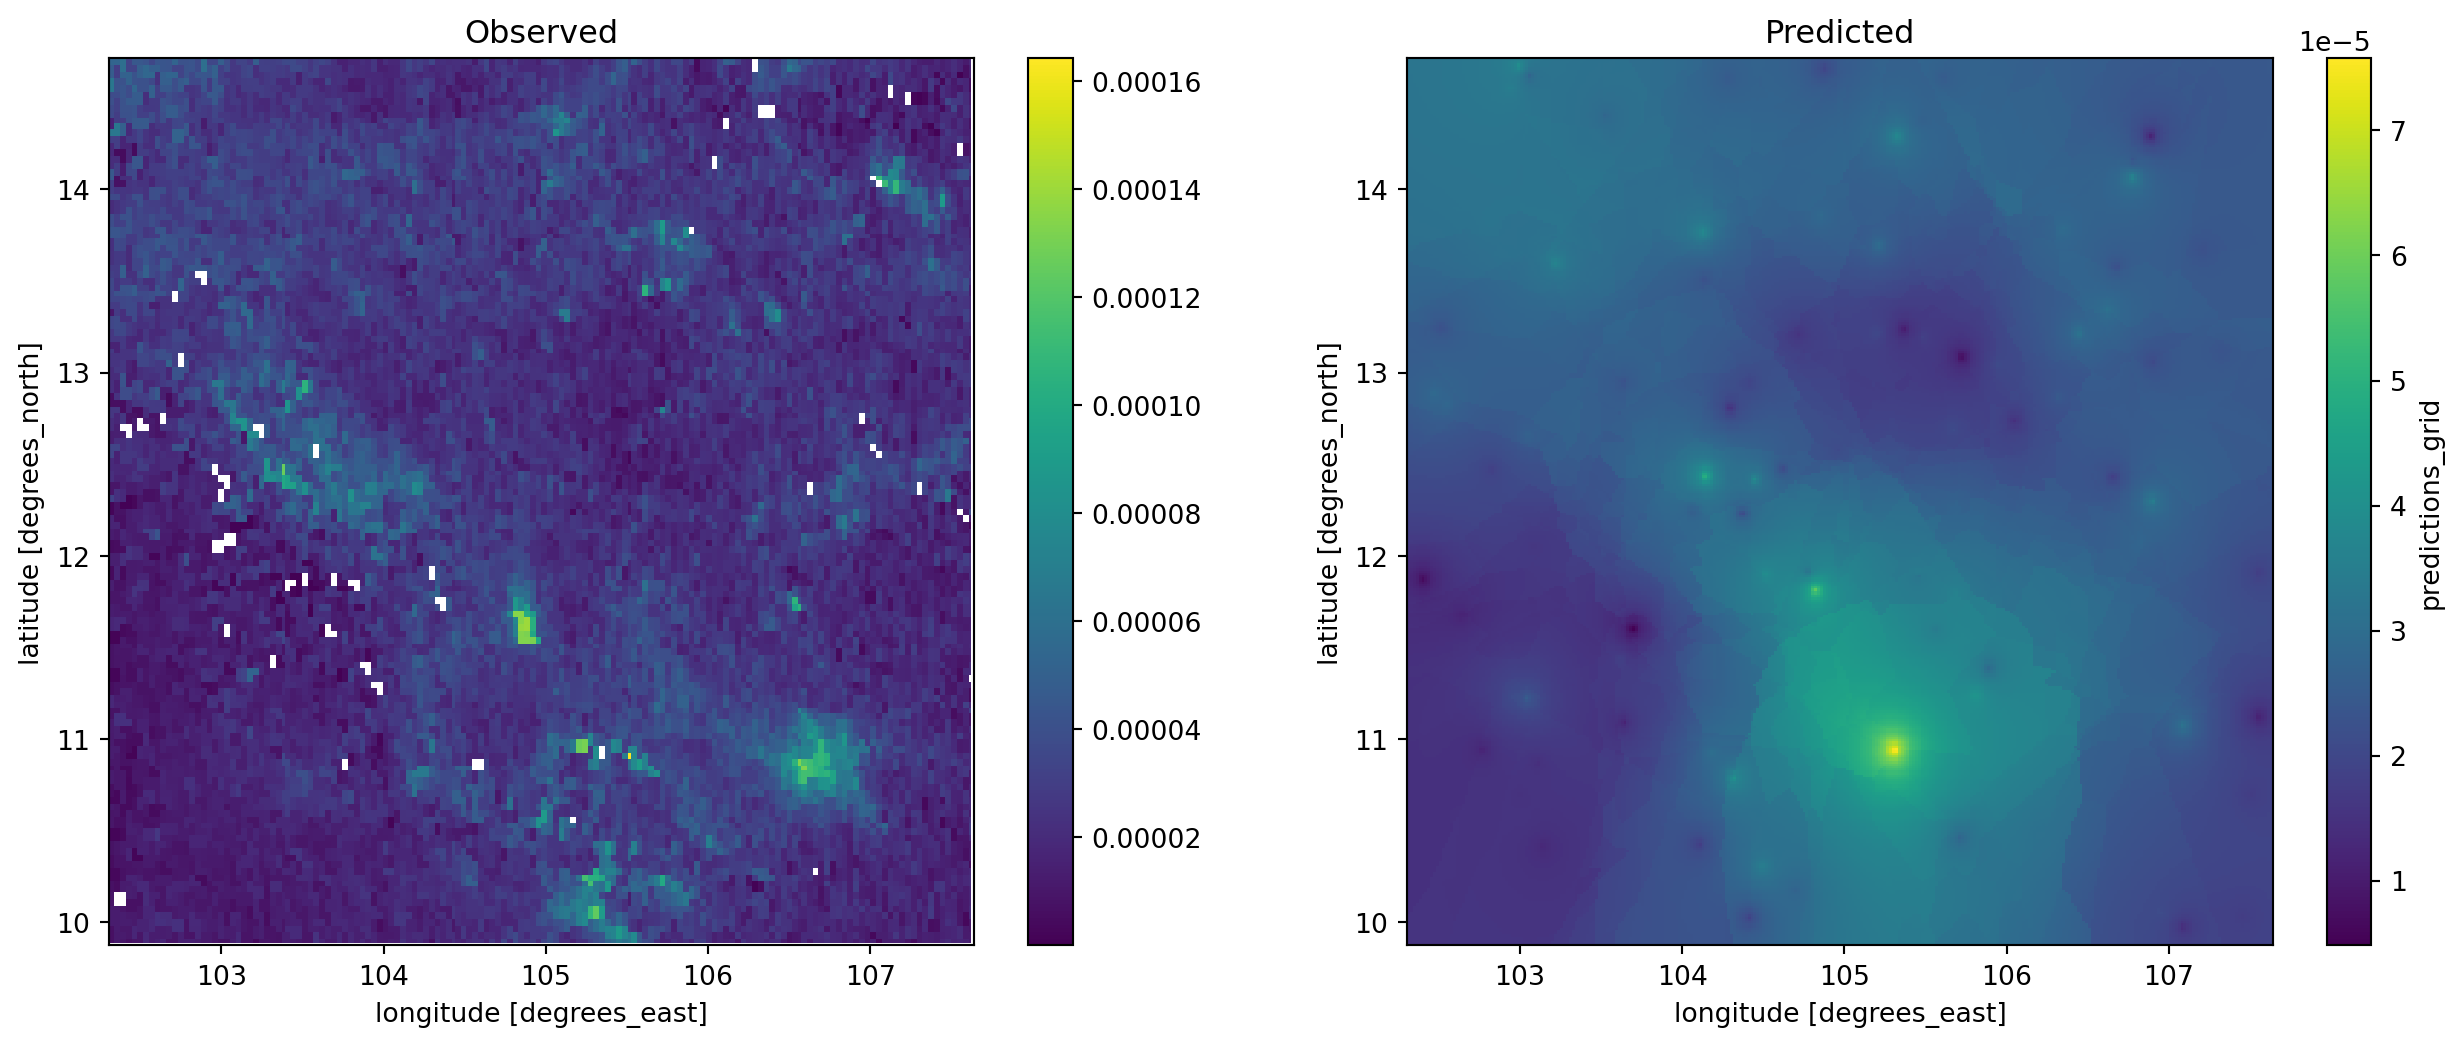 Observed
latitude [degrees_north]
14
13
12
11
10
103 104 105 106 107
longitude [degrees_east]
0.00016
0.00014
0.00012
0.00010
0.00008
0.00006
0.00004
0.00002
Predicted
latitude [degrees_north]
14
13
12
11
10
103 104 105 106 107
longitude [degrees_east]
1e−5
7
6
5
4
3
2
1
predictions_grid